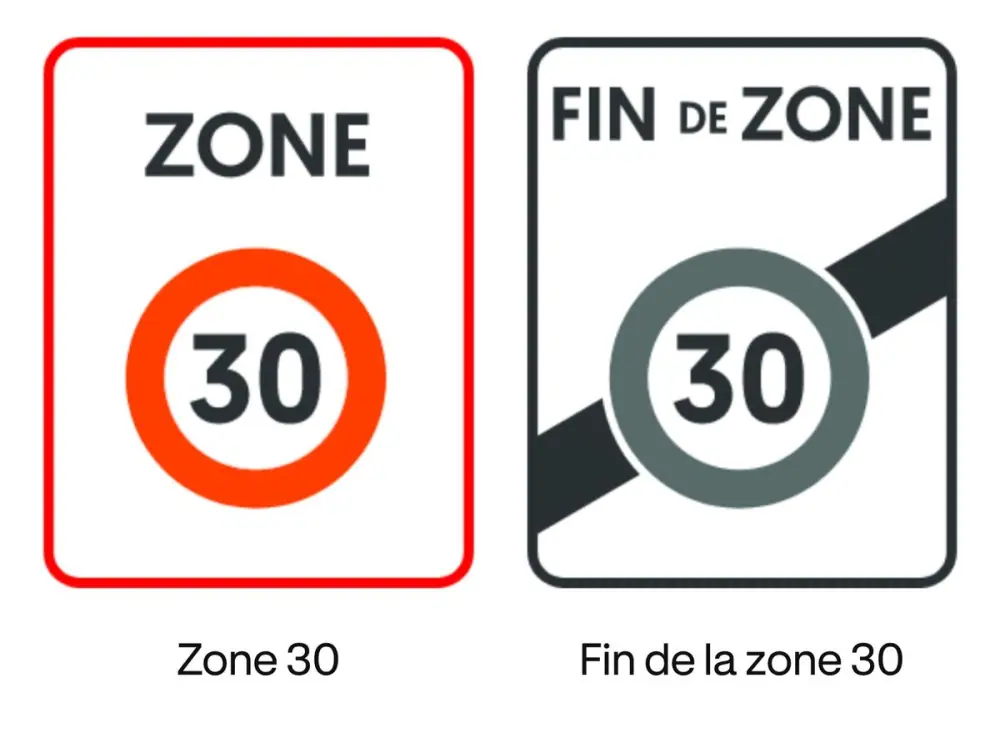 ZONE
30
Zone 30
FIN DE ZONE
30
Fin de la zone 30